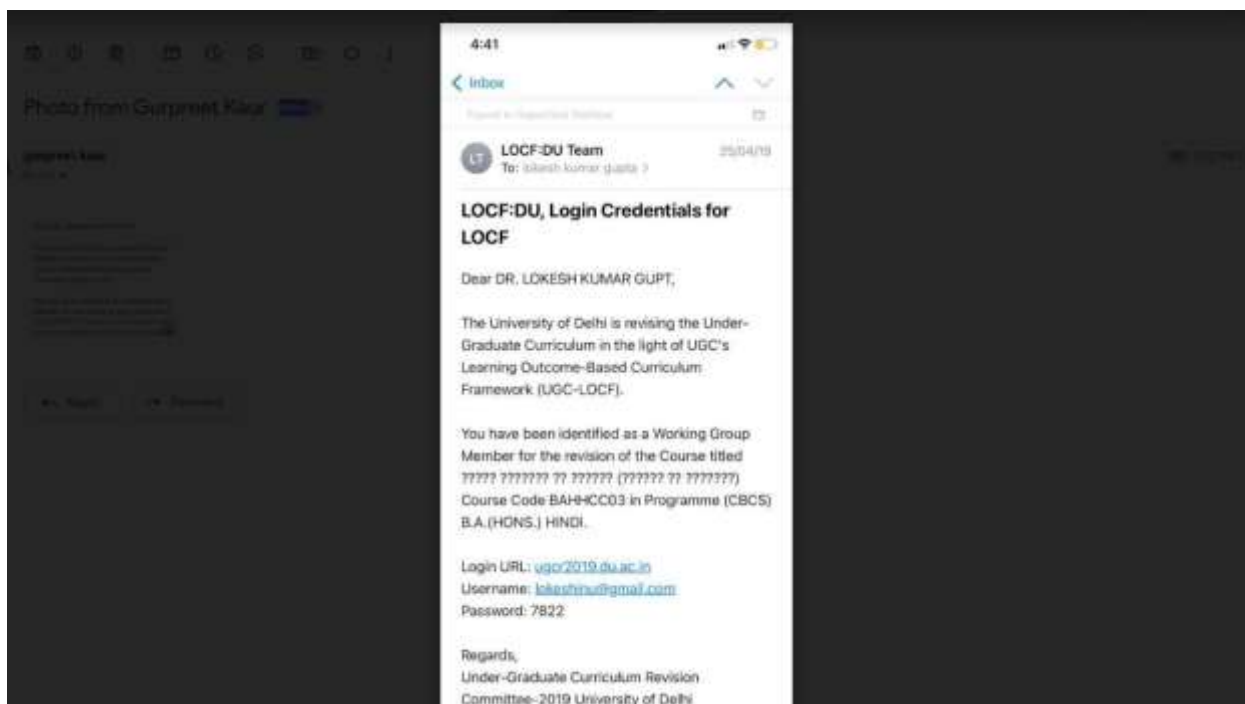 4:41
Inbox
Photo from Gurpreet Kaur
gurpreet kaur
LT
LOCF:DU Team
25/04/19
To: lokesh kumar gupta >
LOCF:DU, Login Credentials for
LOCF
Dear DR. LOKESH KUMAR GUPT,
The University of Delhi is revising the Under-
Graduate Curriculum in the light of UGC's
Learning Outcome-Based Curriculum
Framework (UGC-LOCF).
You have been identified as a Working Group
Member for the revision of the Course titled
????? ??????? ?? ?????? (?????? ?? ???????)
Course Code BAHHCC03 in Programme (CBCS)
B.A.(HONS.) HINDI.
Login URL: ugcr2019.du.ac.in
Username: lokeshinu@gmail.com
Password: 7822
Regards,
Under-Graduate Curriculum Revision
Committee-2019 University of Delhi
Reply
Forward